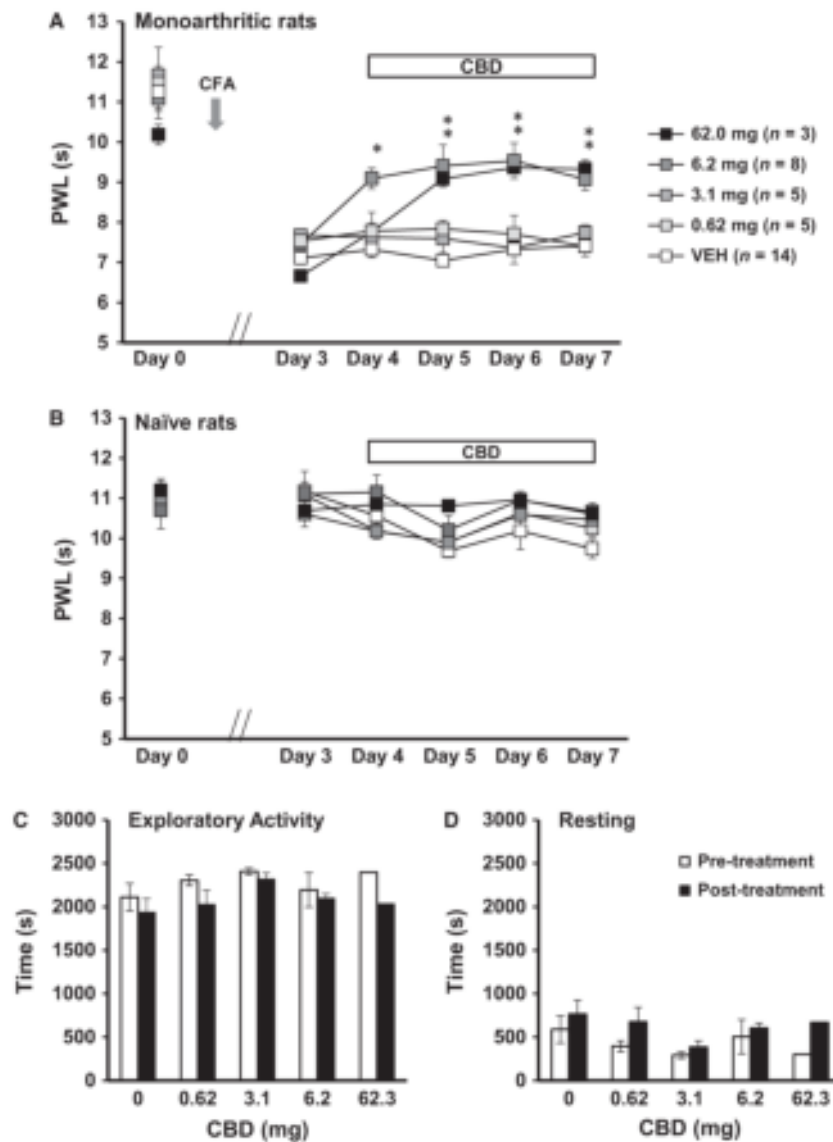 A Monoarthritic rats
13
12
11
10
9
8
7
6
5
PWL (s)
CFA
CBD
*
*
*
*
*
*
*
62.0 mg (n = 3)
6.2 mg (n = 8)
3.1 mg (n = 5)
0.62 mg (n = 5)
VEH (n = 14)
Day 0 // Day 3 Day 4 Day 5 Day 6 Day 7
B Naïve rats
13
12
11
10
9
8
7
6
5
PWL (s)
CBD
Day 0 // Day 3 Day 4 Day 5 Day 6 Day 7
C Exploratory Activity
3000
2500
2000
1500
1000
500
0
Time (s)
0 0.62 3.1 6.2 62.3
CBD (mg)
D Resting
3000
2500
2000
1500
1000
500
0
Time (s)
Pre-treatment
Post-treatment
0 0.62 3.1 6.2 62.3
CBD (mg)